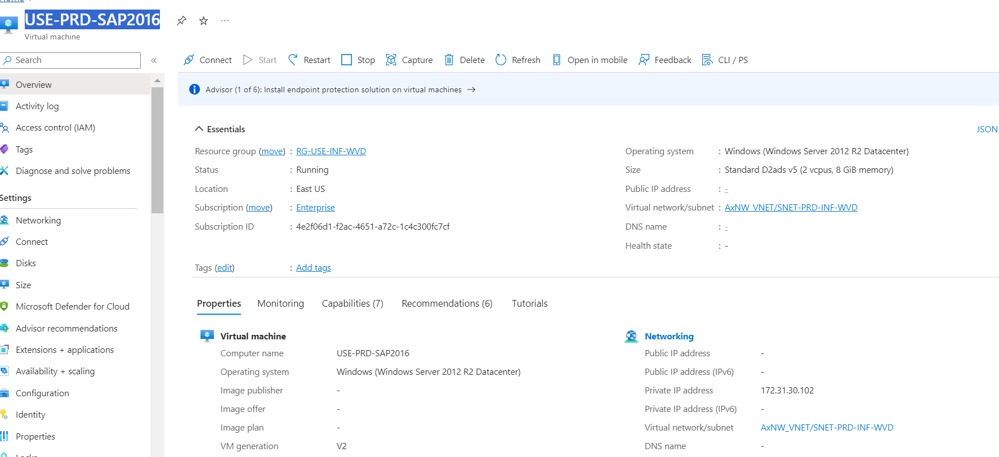 Home
USE-PRD-SAP2016
Virtual machine
Search
Connect Start Restart Stop Capture Delete Refresh Open in mobile Feedback CLI / PS
Advisor (1 of 6): Install endpoint protection solution on virtual machines →
Overview
Activity log
Access control (IAM)
Tags
Diagnose and solve problems
Settings
Networking
Connect
Disks
Size
Microsoft Defender for Cloud
Advisor recommendations
Extensions + applications
Availability + scaling
Configuration
Identity
Properties
Locks
Essentials
JSON
Resource group (move) : RG-USE-INF-WVD
Status : Running
Location : East US
Subscription (move) : Enterprise
Subscription ID : 4e2f06d1-f2ac-4651-a72c-1c4c300fc7cf
Operating system : Windows (Windows Server 2012 R2 Datacenter)
Size : Standard D2ads v5 (2 vcpus, 8 GiB memory)
Public IP address : -
Virtual network/subnet : AxNW_VNET/SNET-PRD-INF-WVD
DNS name : -
Health state : -
Tags (edit) : Add tags
Properties Monitoring Capabilities (7) Recommendations (6) Tutorials
Virtual machine
Computer name USE-PRD-SAP2016
Operating system Windows (Windows Server 2012 R2 Datacenter)
Image publisher -
Image offer -
Image plan -
VM generation V2
Networking
Public IP address -
Public IP address (IPv6) -
Private IP address 172.31.30.102
Private IP address (IPv6) -
Virtual network/subnet AxNW_VNET/SNET-PRD-INF-WVD
DNS name -